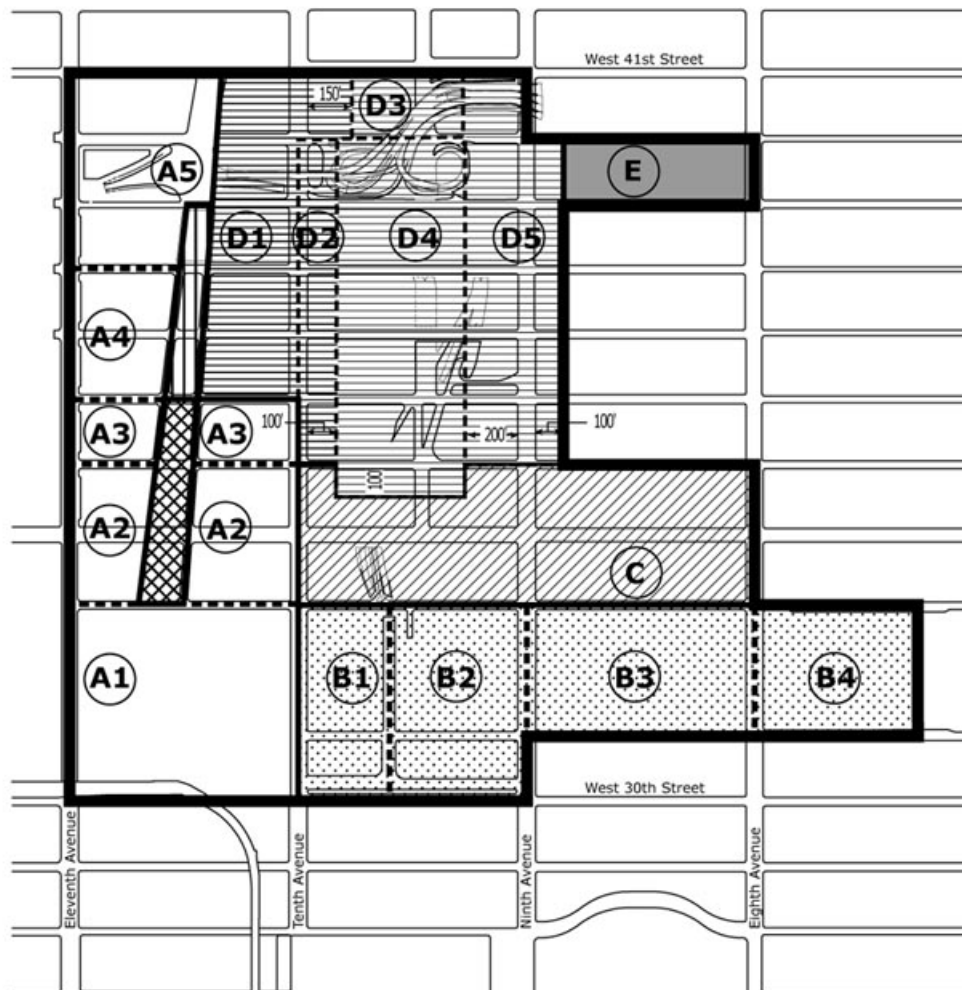 West 41st Street
150'
D3
A5
E
D1
D2
D4
D5
A4
A3
A3
100'
200'
100'
100'
A2
A2
C
A1
B1
B2
B3
B4
West 30th Street
Eleventh Avenue
Tenth Avenue
Ninth Avenue
Eighth Avenue